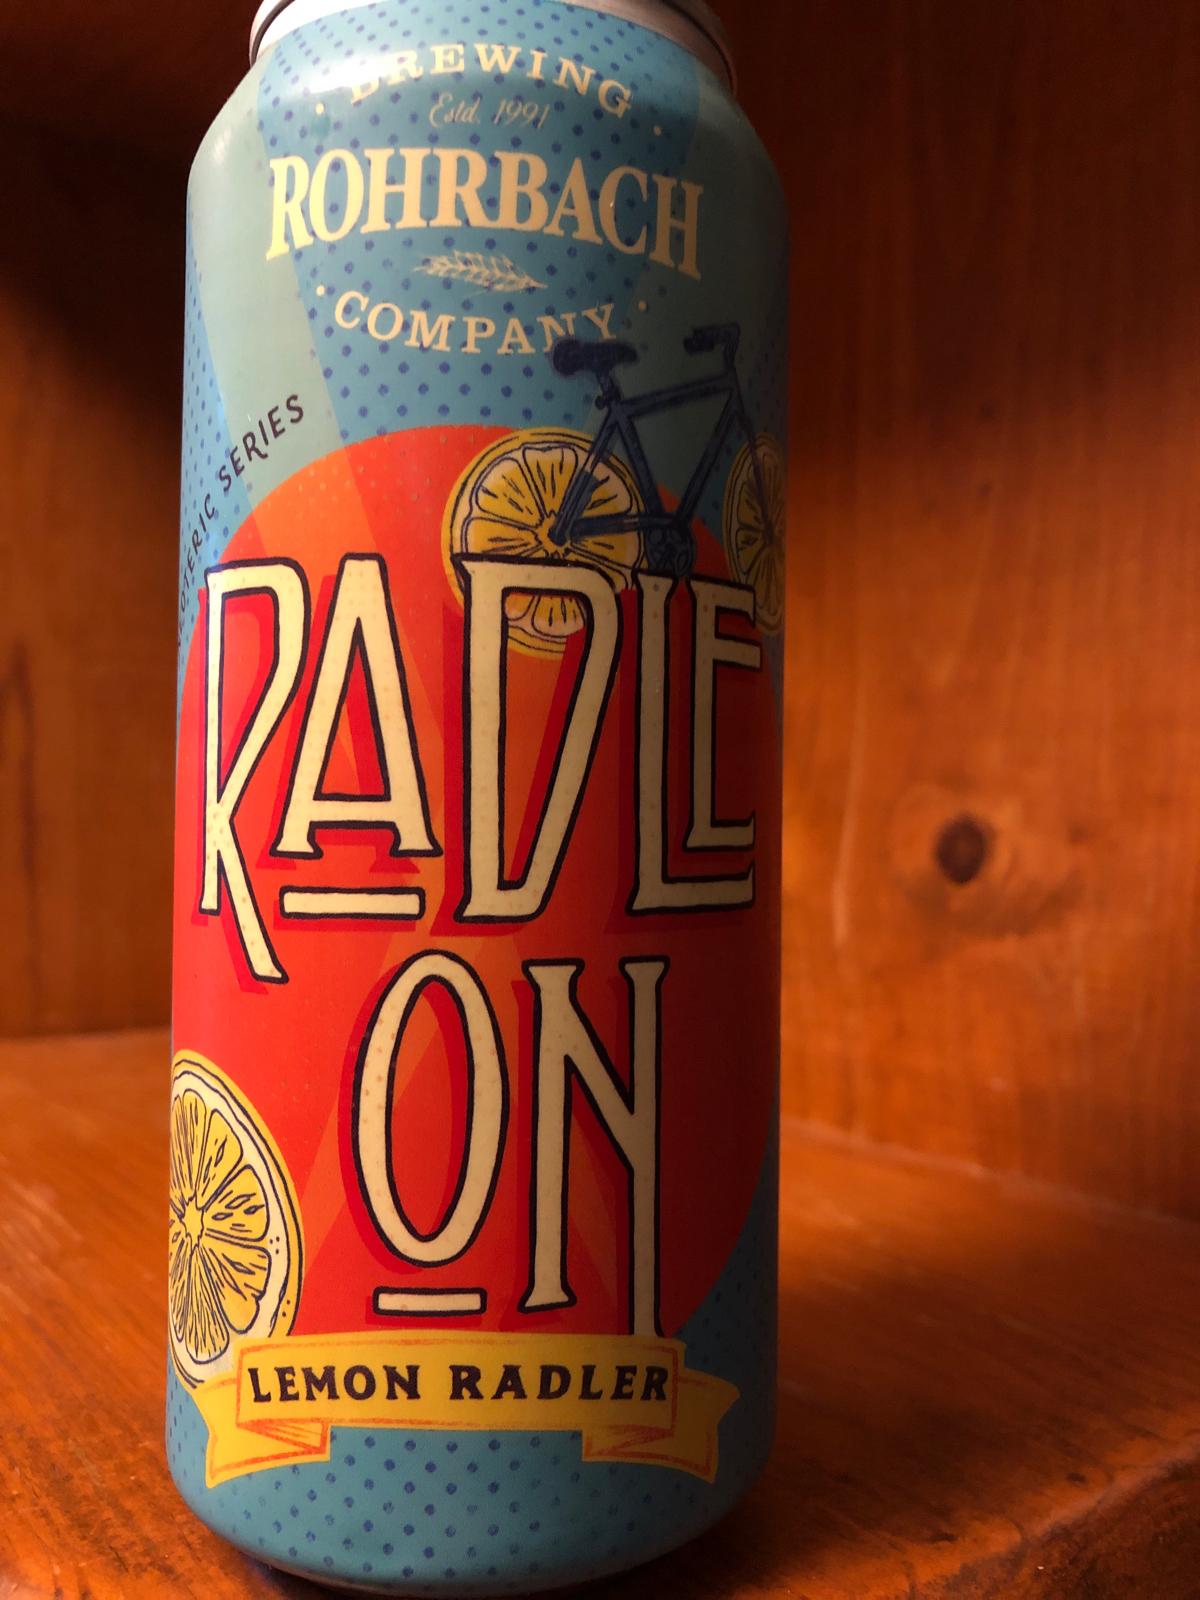 BREWING
Estd. 1991
ROHRBACH
COMPANY
SERIES
RADLE
ON
LEMON RADLER